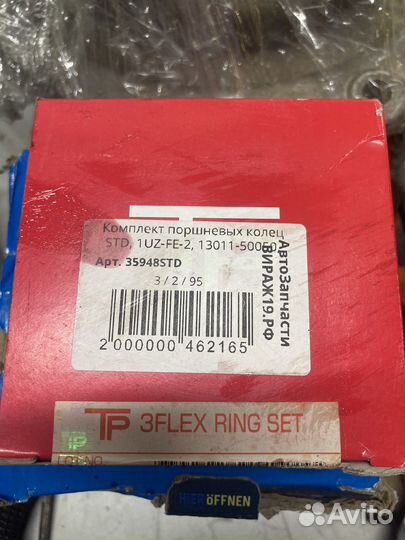 Комплект поршневых колец
STD, 1UZ-FE-2, 13011-50050
Арт. 35948STD
3 / 2 / 95
2 000000 462165
АвтоЗапчасти
ВИРАЖ19.РФ
TP 3FLEX RING SET
HIER ÖFFNEN
Avito